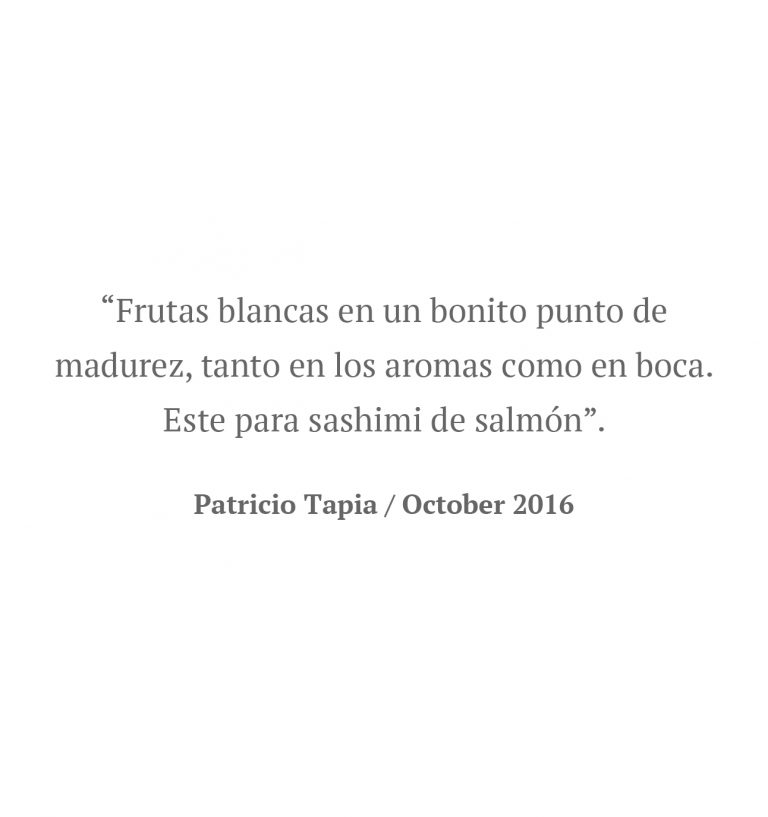 “Frutas blancas en un bonito punto de
madurez, tanto en los aromas como en boca.
Este para sashimi de salmón”.
Patricio Tapia / October 2016